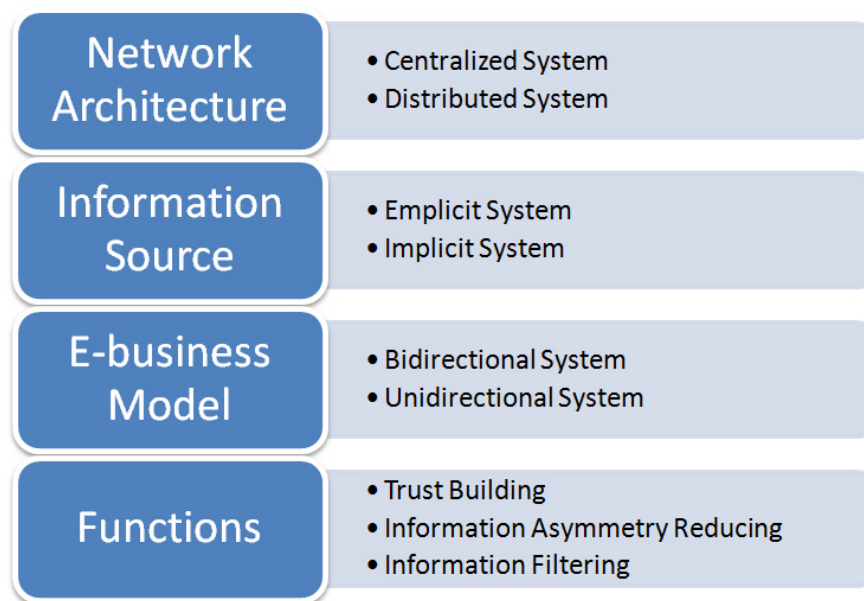 Network
Architecture
• Centralized System
• Distributed System
Information
Source
• Emplicit System
• Implicit System
E-business
Model
• Bidirectional System
• Unidirectional System
Functions
• Trust Building
• Information Asymmetry Reducing
• Information Filtering